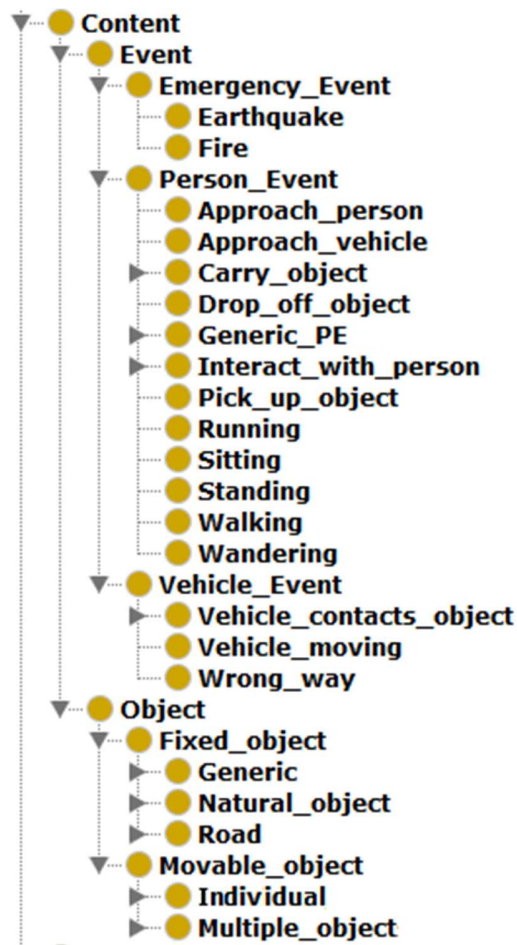 Content
Event
Emergency_Event
Earthquake
Fire
Person_Event
Approach_person
Approach_vehicle
Carry_object
Drop_off_object
Generic_PE
Interact_with_person
Pick_up_object
Running
Sitting
Standing
Walking
Wandering
Vehicle_Event
Vehicle_contacts_object
Vehicle_moving
Wrong_way
Object
Fixed_object
Generic
Natural_object
Road
Movable_object
Individual
Multiple_object